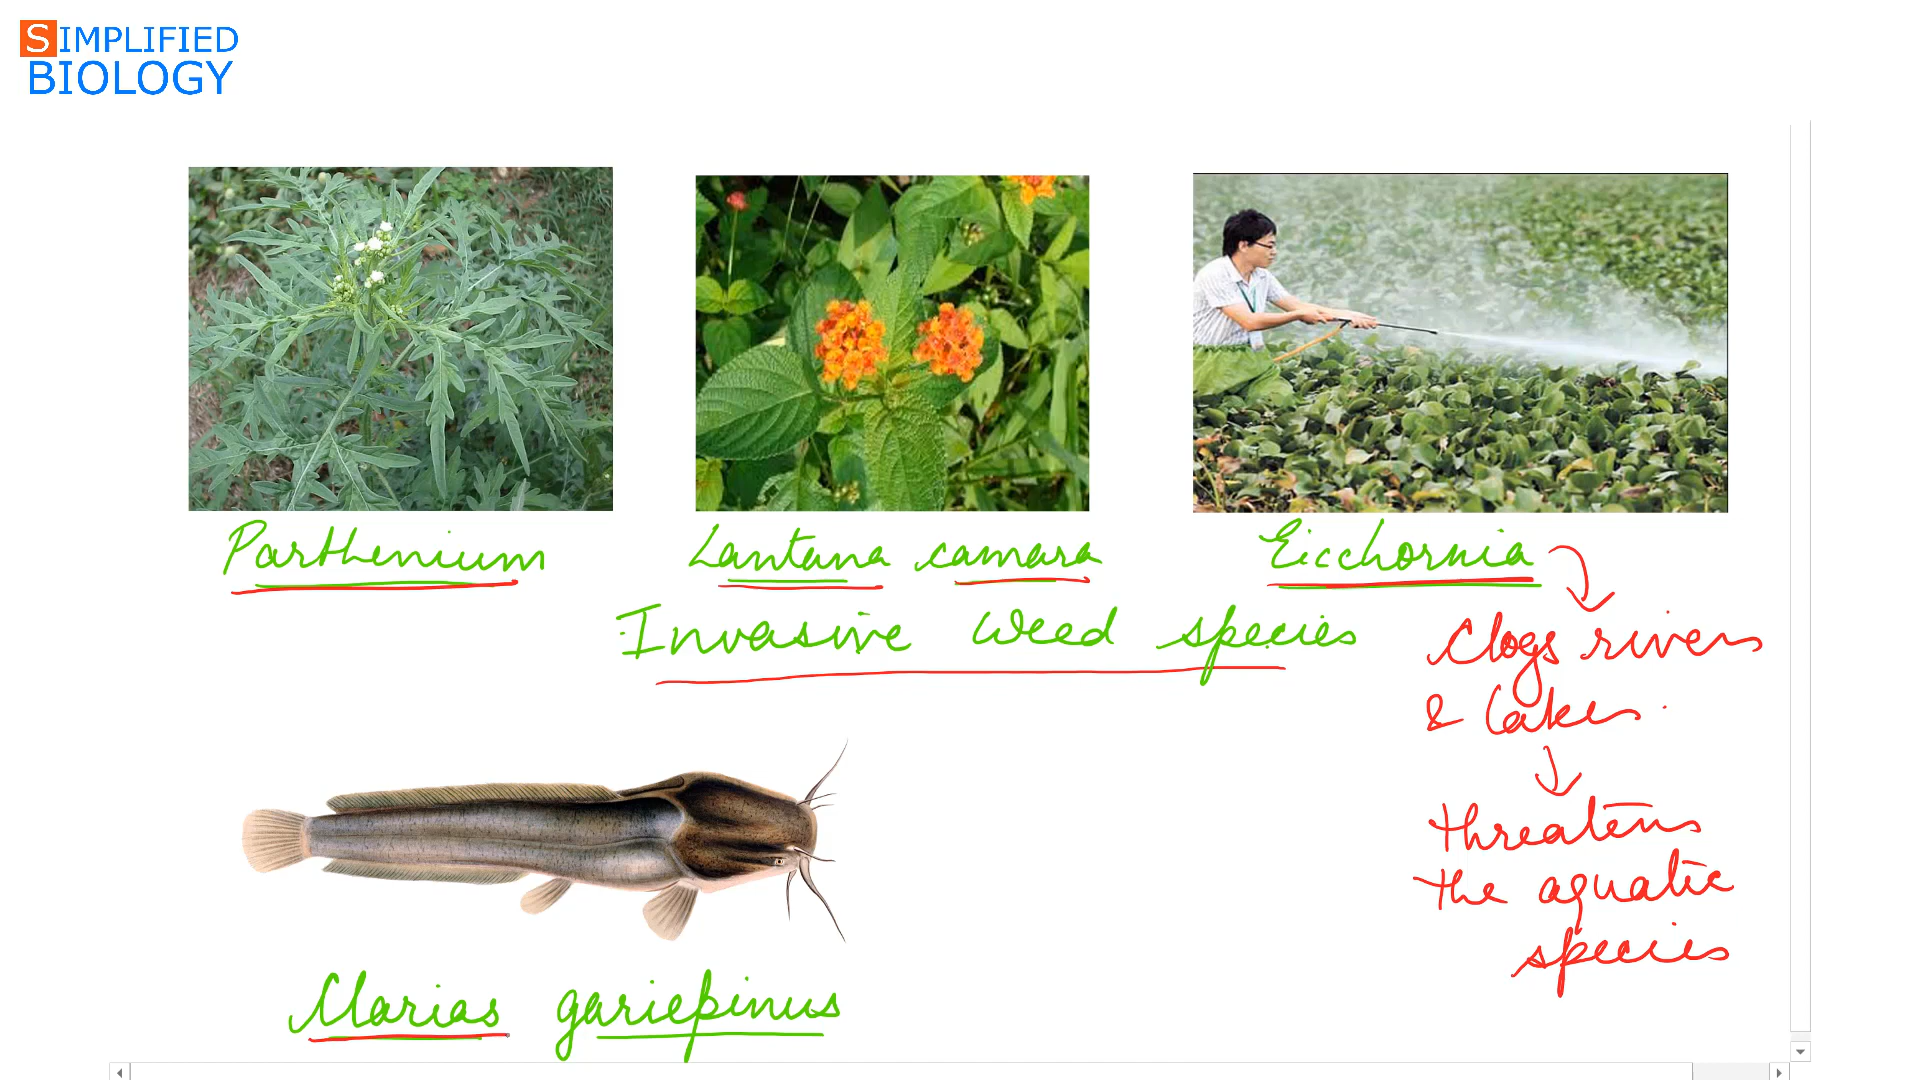 SIMPLIFIED
BIOLOGY
Parthenium
Lantana camara
Eicchornia
Invasive weed species
Clogs rivers
& Lakes.
threatens
the aquatic
species
Clarias gariepinus